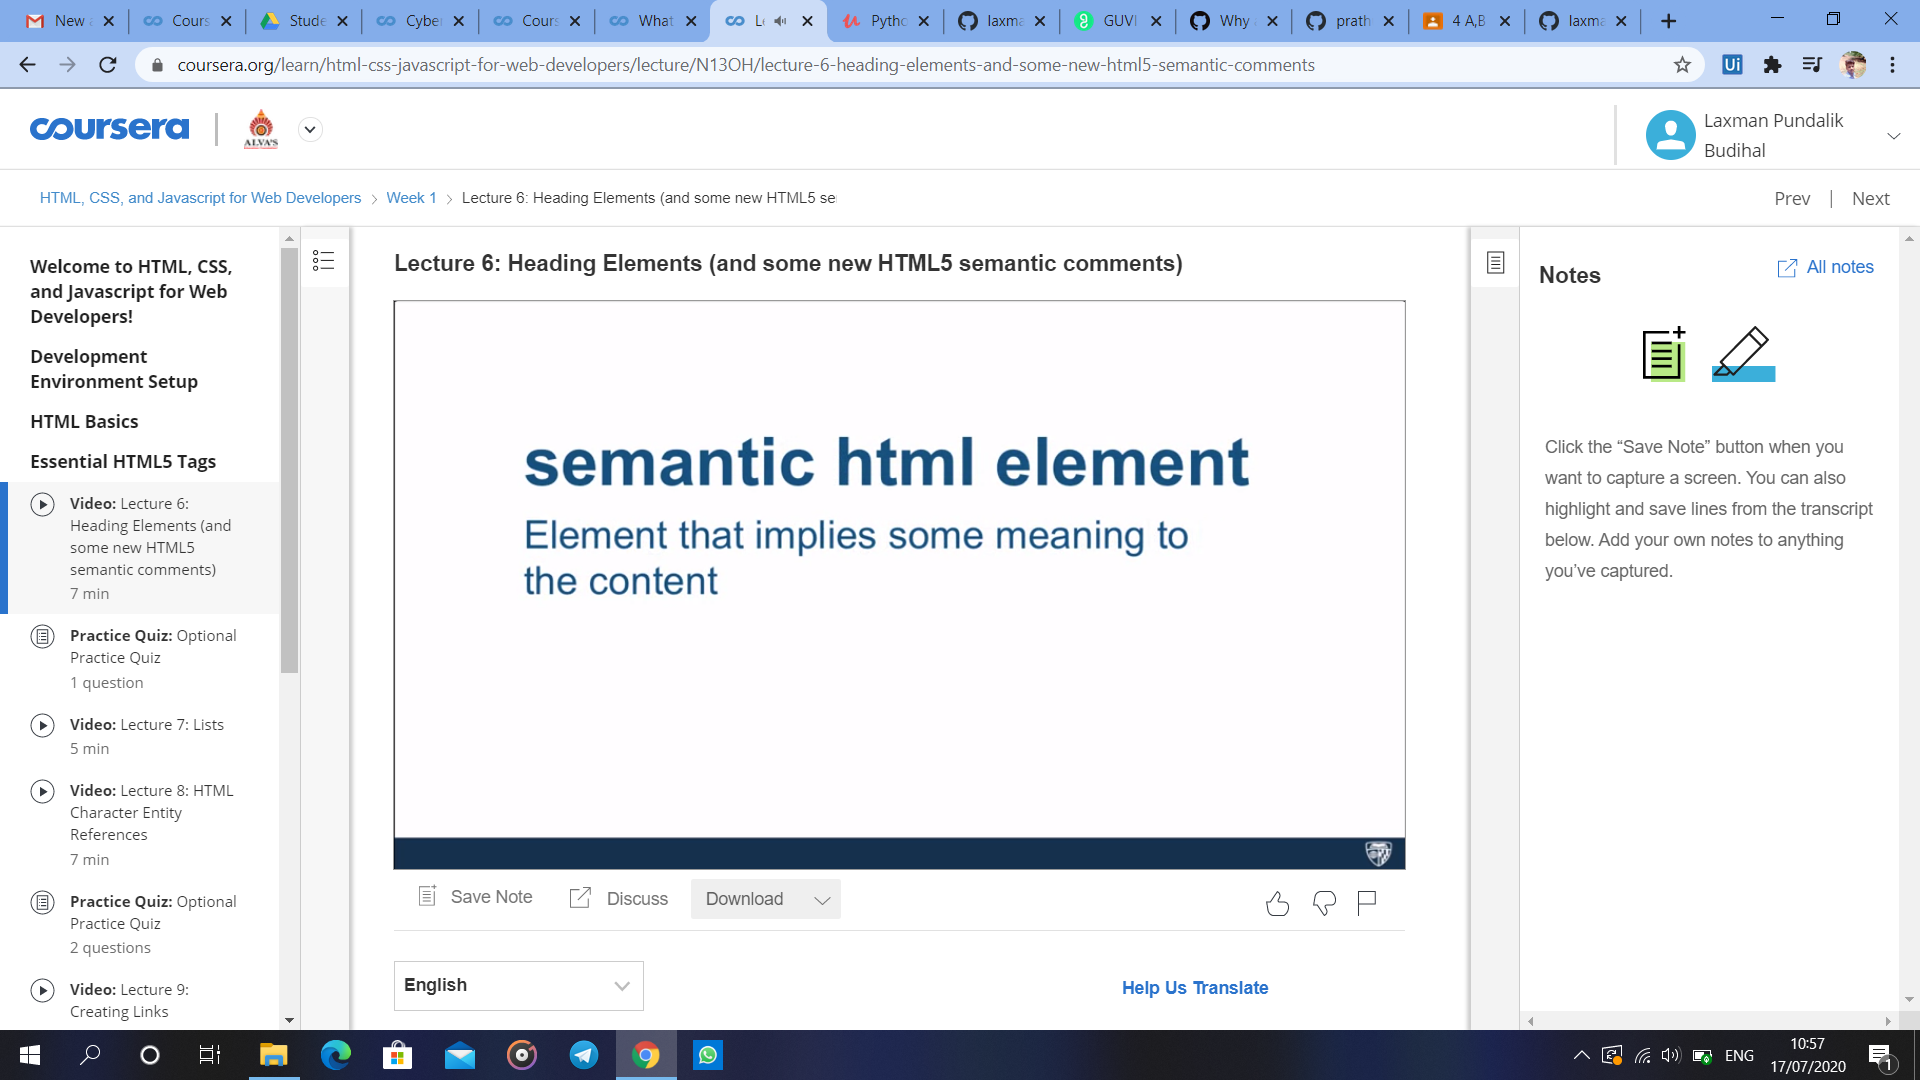 New a
Cours
Stude
Cyber
Cours
What
Le
Pytho
laxma
GUVI
Why a
prath
4 A,B
laxma
coursera.org/learn/html-css-javascript-for-web-developers/lecture/N13OH/lecture-6-heading-elements-and-some-new-html5-semantic-comments
coursera
ALVA'S
Laxman Pundalik
Budihal
HTML, CSS, and Javascript for Web Developers > Week 1 > Lecture 6: Heading Elements (and some new HTML5 se
Prev | Next
Welcome to HTML, CSS,
and Javascript for Web
Developers!
Development
Environment Setup
HTML Basics
Essential HTML5 Tags
Video: Lecture 6:
Heading Elements (and
some new HTML5
semantic comments)
7 min
Practice Quiz: Optional
Practice Quiz
1 question
Video: Lecture 7: Lists
5 min
Video: Lecture 8: HTML
Character Entity
References
7 min
Practice Quiz: Optional
Practice Quiz
2 questions
Video: Lecture 9:
Creating Links
Lecture 6: Heading Elements (and some new HTML5 semantic comments)
semantic html element
Element that implies some meaning to
the content
Save Note
Discuss
Download
English
Help Us Translate
Notes
All notes
Click the “Save Note” button when you
want to capture a screen. You can also
highlight and save lines from the transcript
below. Add your own notes to anything
you’ve captured.
ENG
10:57
17/07/2020
1